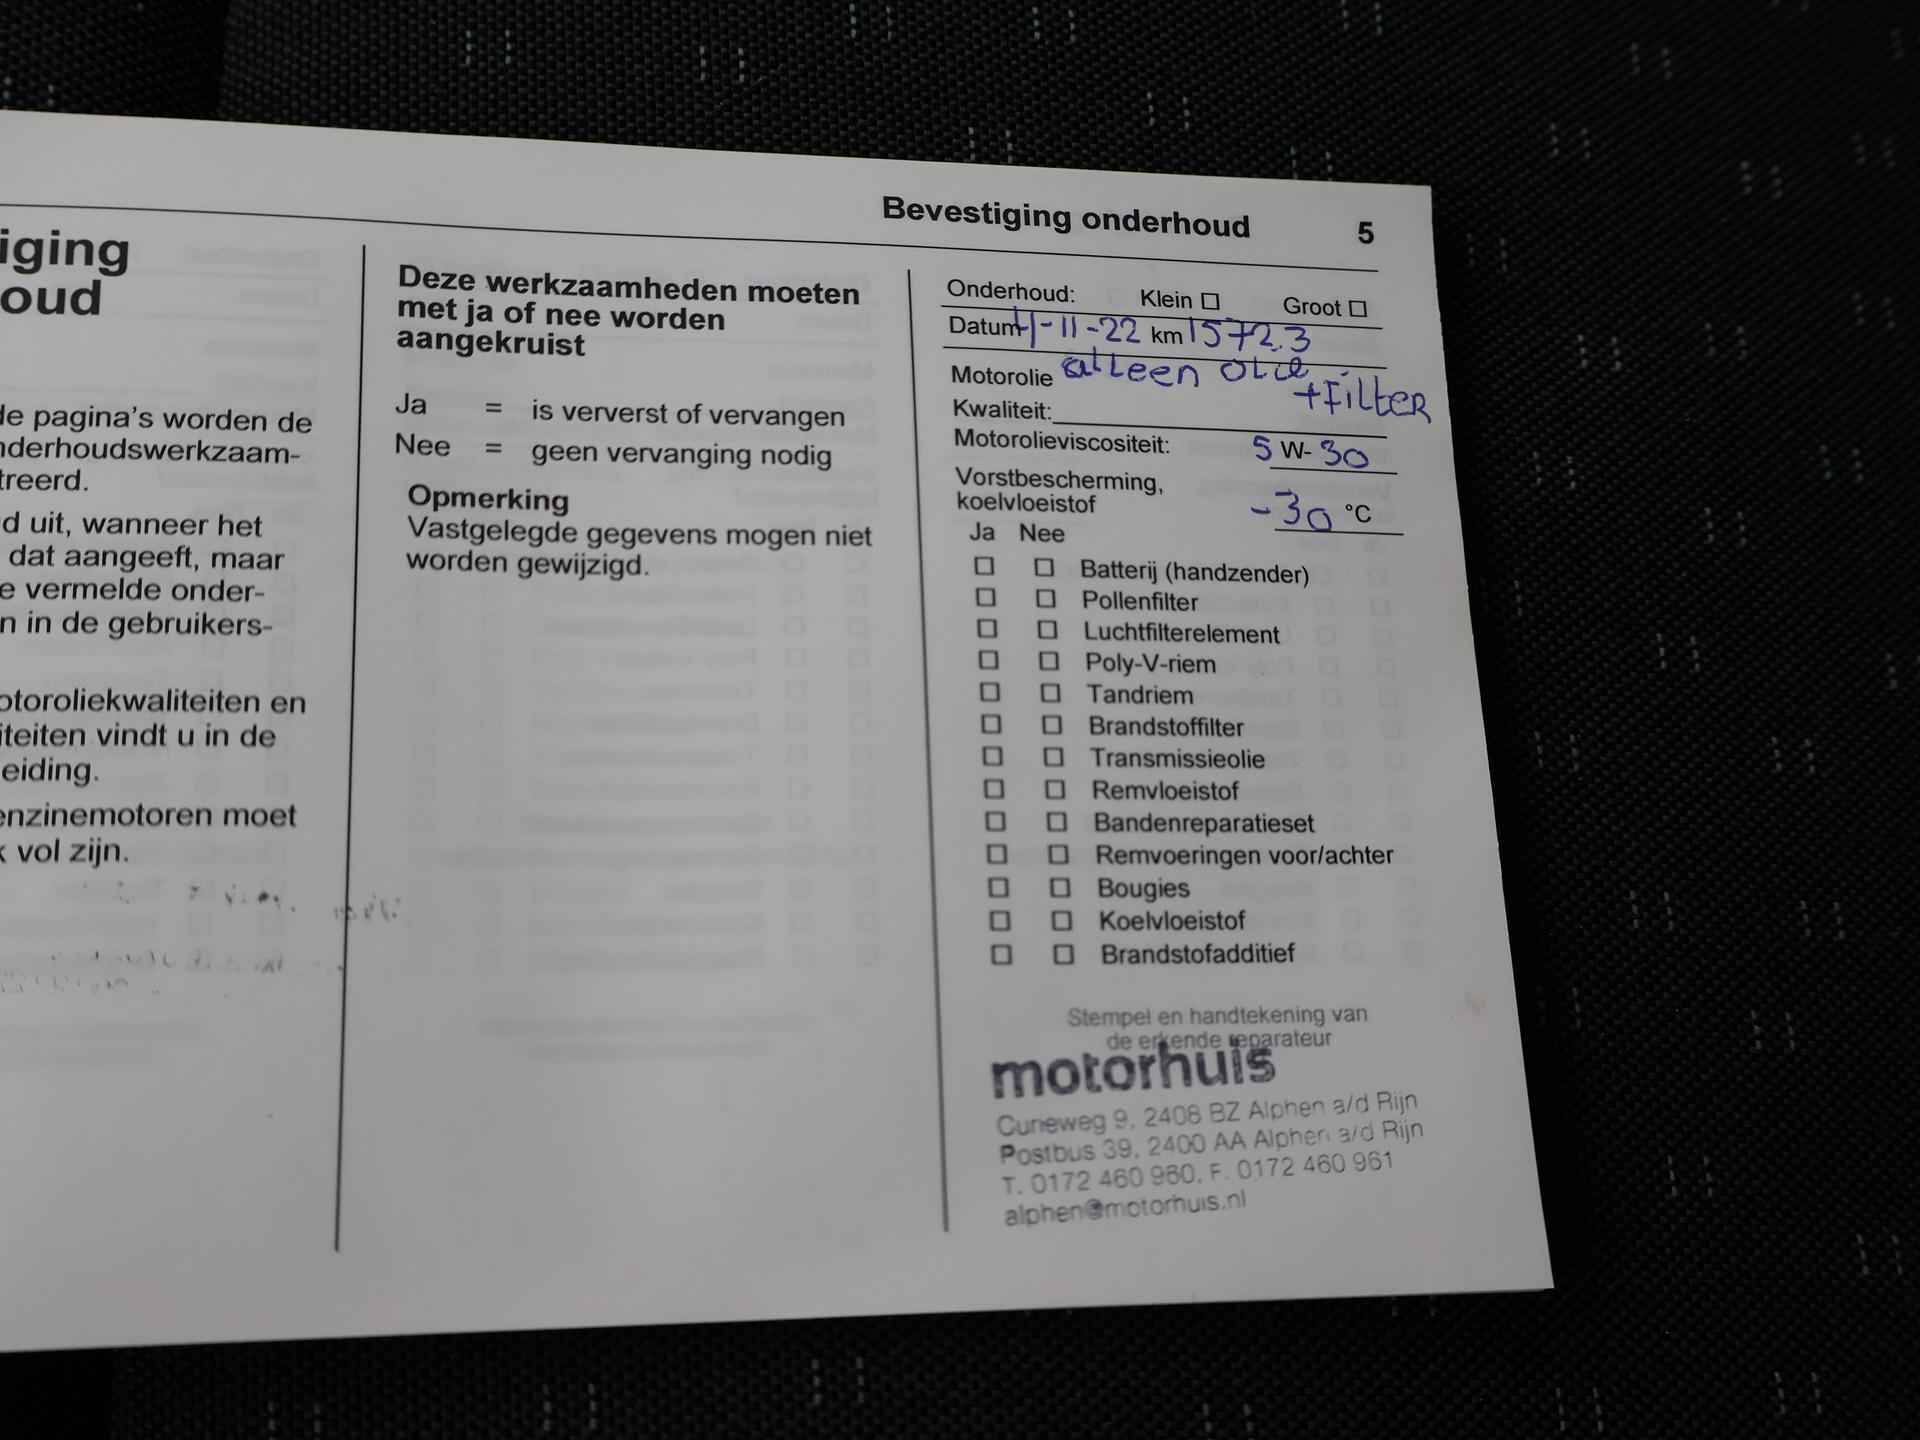 Bevestiging onderhoud 5
iging
oud
de pagina's worden de
nderhoudswerkzaam-
treerd.
d uit, wanneer het
dat aangeeft, maar
e vermelde onder-
n in de gebruikers-
otoroliekwaliteiten en
iteiten vindt u in de
eiding.
enzinemotoren moet
k vol zijn.
Deze werkzaamheden moeten
met ja of nee worden
aangekruist
Ja = is ververst of vervangen
Nee = geen vervanging nodig
Opmerking
Vastgelegde gegevens mogen niet
worden gewijzigd.
Onderhoud: Klein □ Groot □
Datum 4-11-22 km 1572.3
Motorolie alleen olie
+ Filter
Kwaliteit:
Motorolieviscositeit: 5 W- 30
Vorstbescherming,
koelvloeistof -30 °C
Ja Nee
□ □ Batterij (handzender)
□ □ Pollenfilter
□ □ Luchtfilterelement
□ □ Poly-V-riem
□ □ Tandriem
□ □ Brandstoffilter
□ □ Transmissieolie
□ □ Remvloeistof
□ □ Bandenreparatieset
□ □ Remvoeringen voor/achter
□ □ Bougies
□ □ Koelvloeistof
□ □ Brandstofadditief
Stempel en handtekening van
de erkende reparateur
motorhuis
Cuneweg 9, 2408 BZ Alphen a/d Rijn
Postbus 39, 2400 AA Alphen a/d Rijn
T. 0172 460 960, F. 0172 460 961
alphen@motorhuis.nl